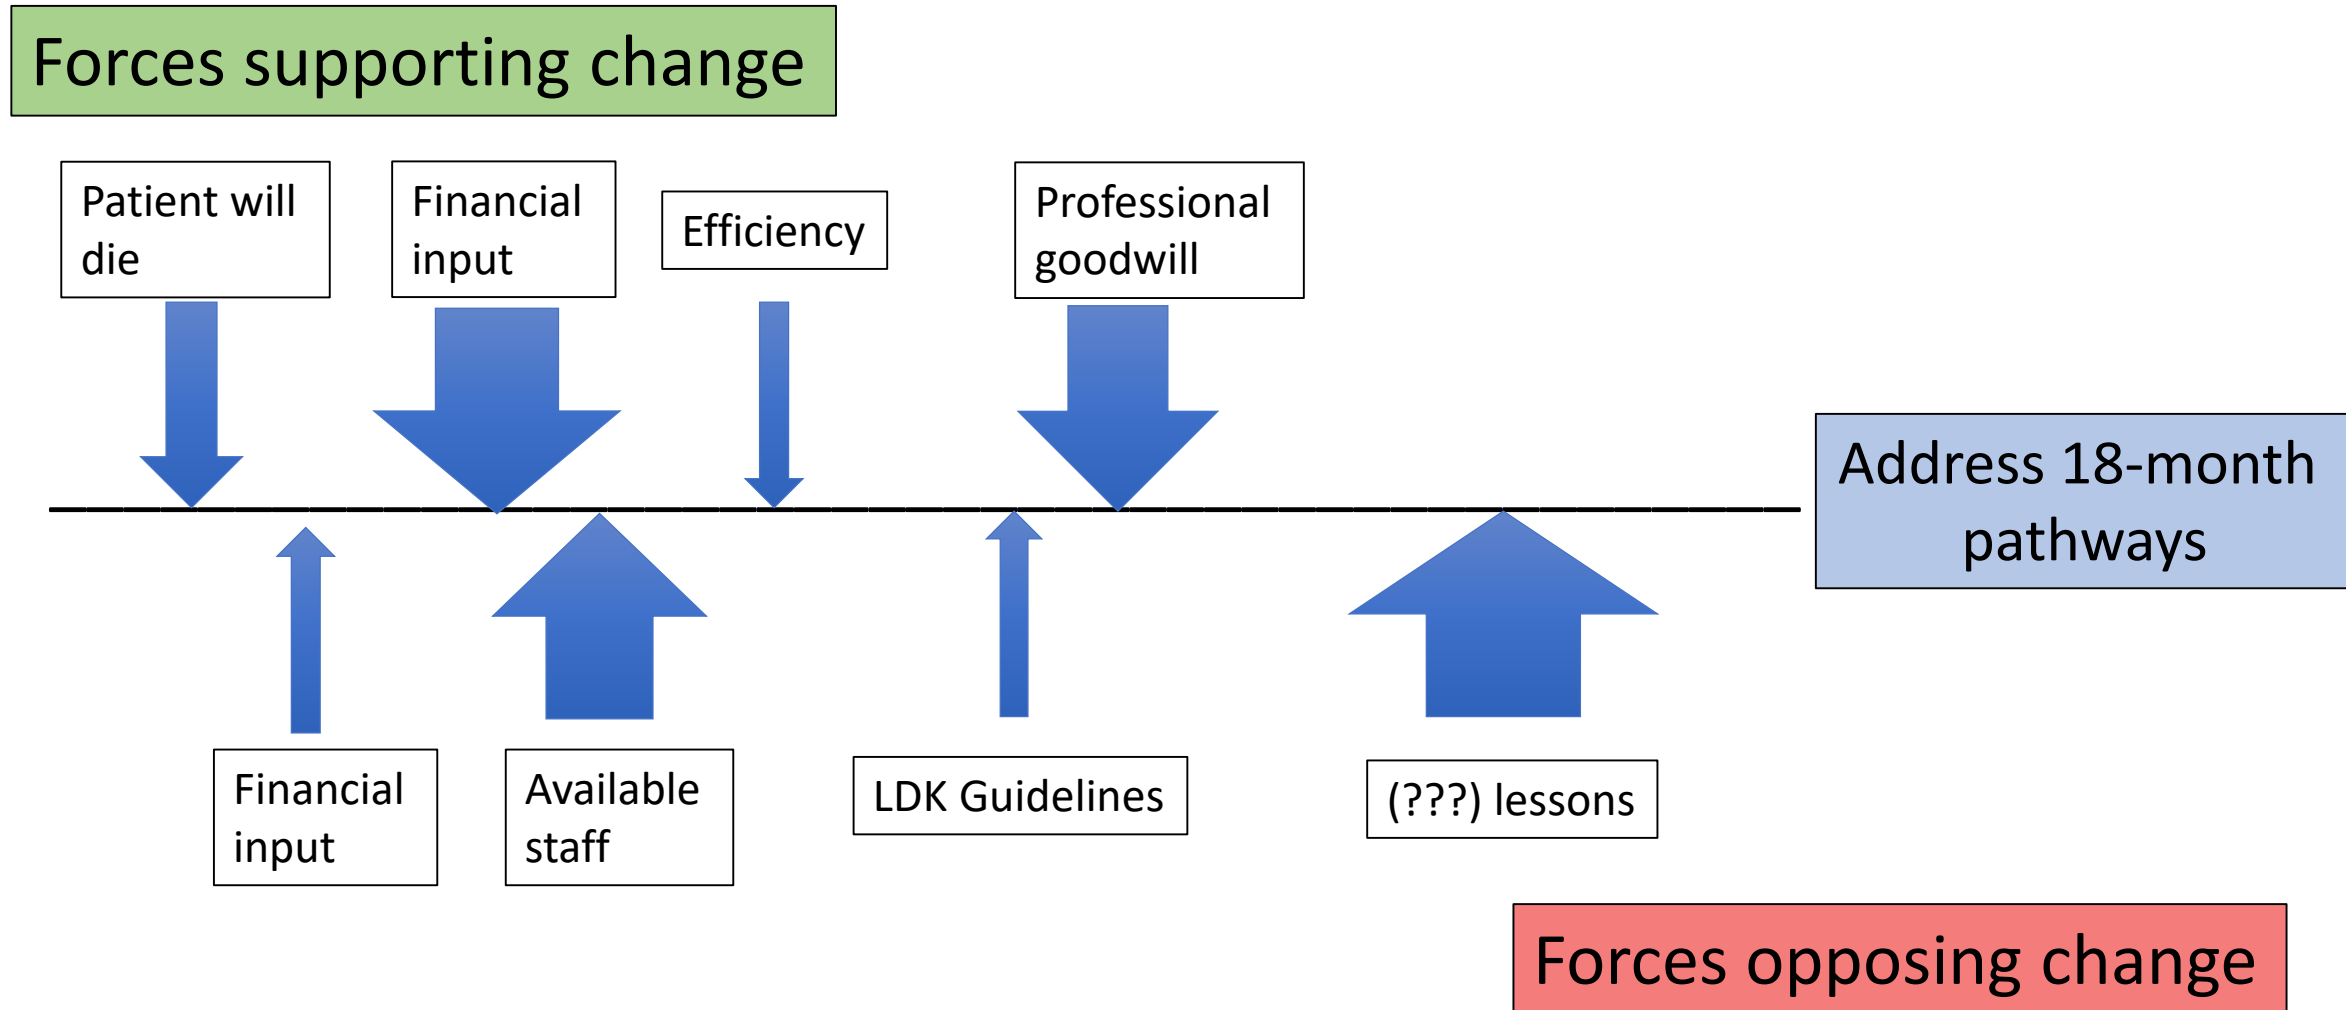 Forces supporting change
Patient will
die
Financial
input
Efficiency
Professional
goodwill
Address 18-month
pathways
Financial
input
Available
staff
LDK Guidelines
(???) lessons
Forces opposing change